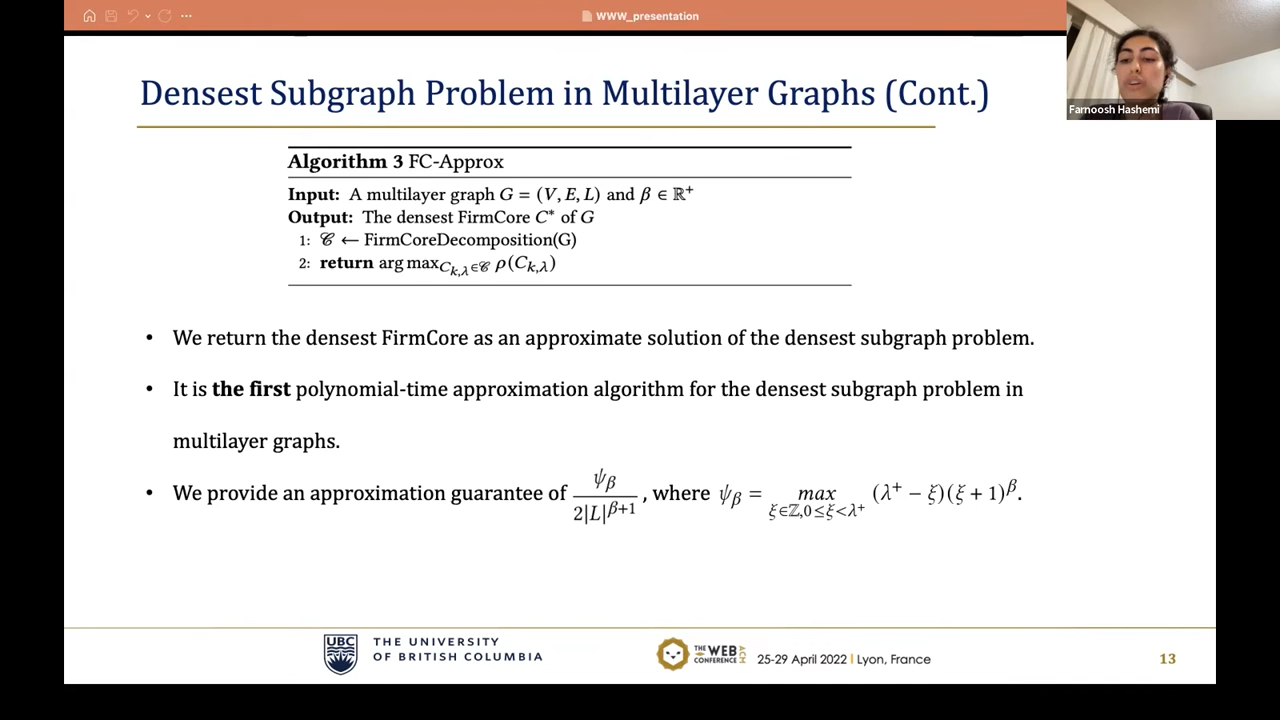 WWW_presentation
Farnoosh Hashemi
Densest Subgraph Problem in Multilayer Graphs (Cont.)
Algorithm 3 FC-Approx
Input: A multilayer graph G = (V, E, L) and β ∈ ℝ⁺
Output: The densest FirmCore C* of G
1: 𝒞 ← FirmCoreDecomposition(G)
2: return arg max_{C_{k,λ}∈𝒞} ρ(C_{k,λ})
• We return the densest FirmCore as an approximate solution of the densest subgraph problem.
• It is the first polynomial-time approximation algorithm for the densest subgraph problem in
multilayer graphs.
• We provide an approximation guarantee of ψ_β / 2|L|^{β+1}, where ψ_β = max_{ξ∈ℤ,0≤ξ<λ⁺} (λ⁺ − ξ)(ξ + 1)^β.
UBC
THE UNIVERSITY
OF BRITISH COLUMBIA
THE WEB
CONFERENCE
ACM
25-29 April 2022 | Lyon, France
13